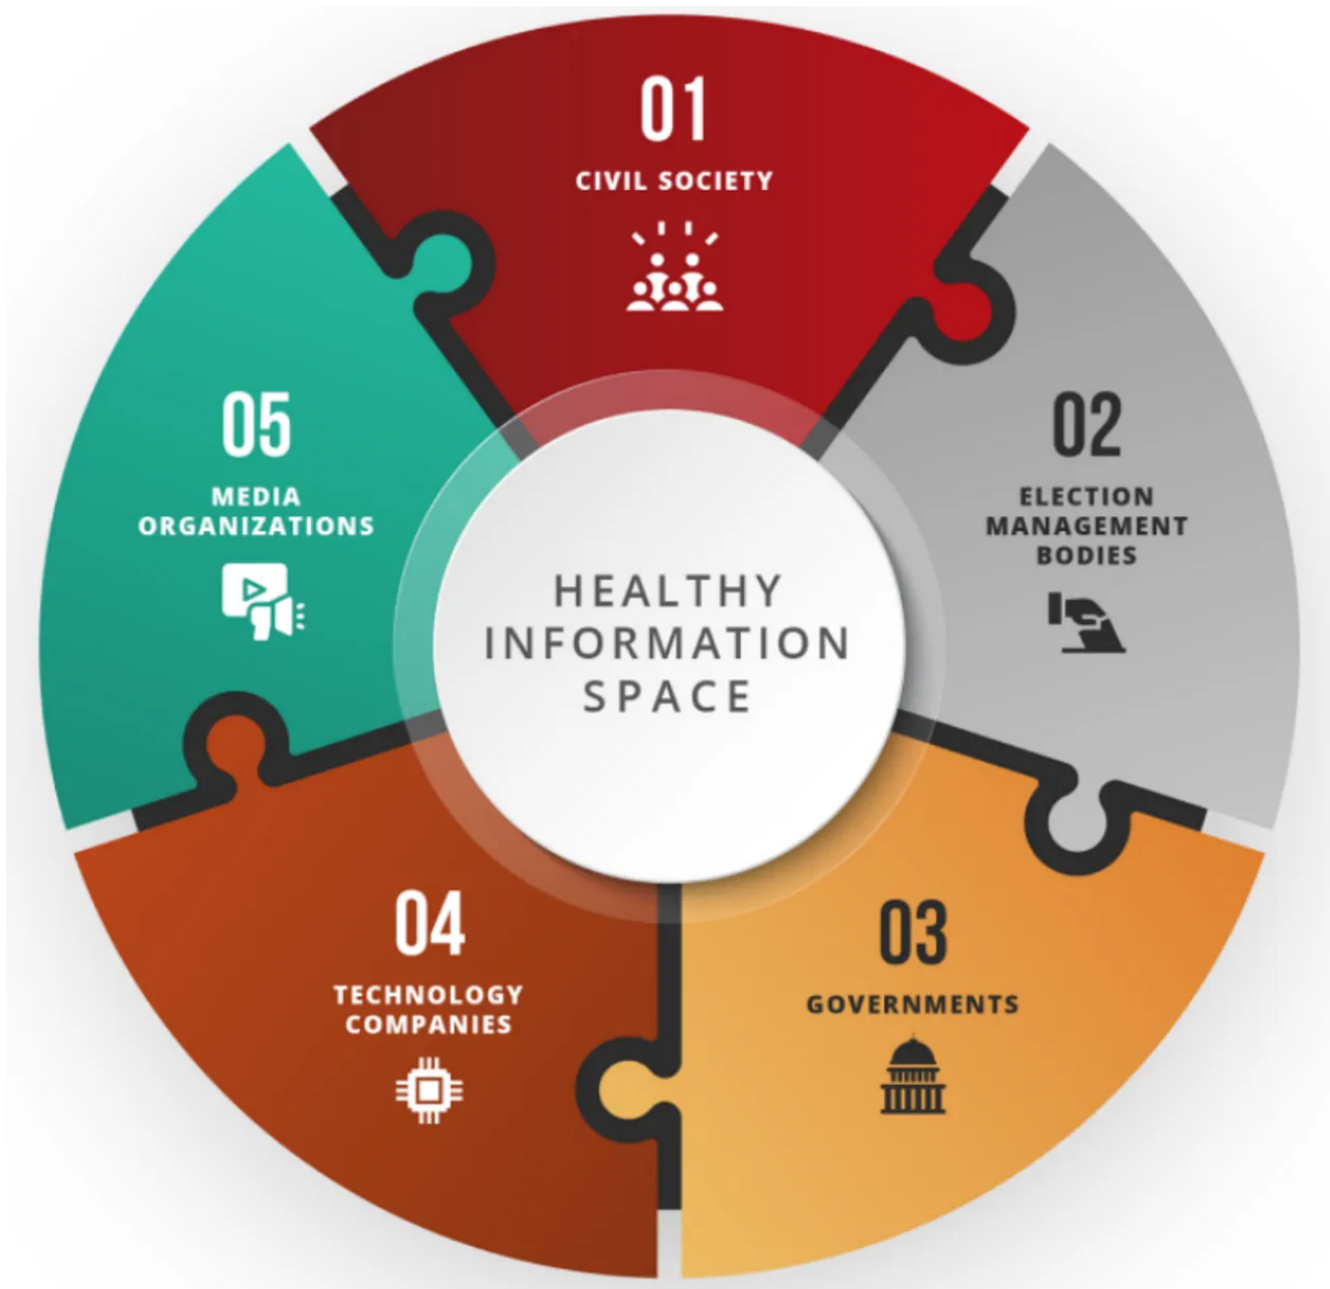 01
CIVIL SOCIETY
02
ELECTION
MANAGEMENT
BODIES
03
GOVERNMENTS
04
TECHNOLOGY
COMPANIES
05
MEDIA
ORGANIZATIONS
HEALTHY
INFORMATION
SPACE